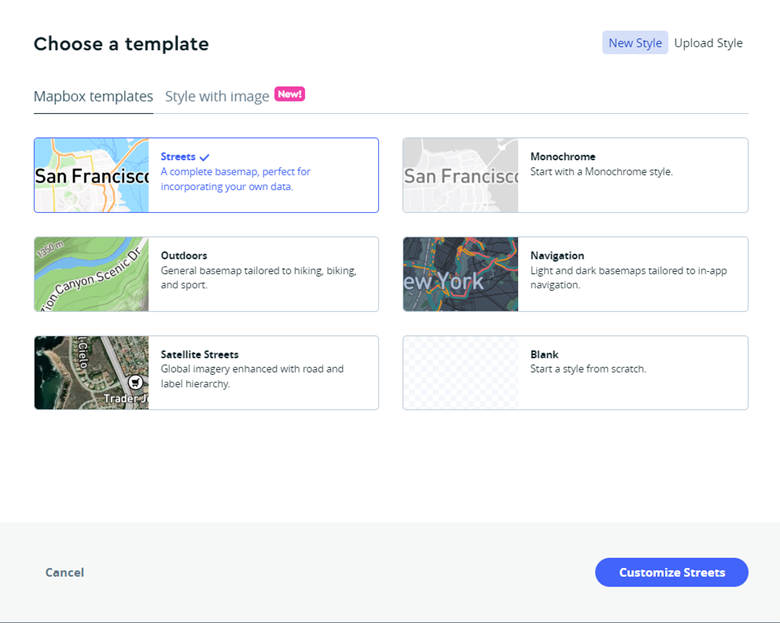 Choose a template
New Style Upload Style
Mapbox templates Style with image New!
San Francisco
Streets
A complete basemap, perfect for
incorporating your own data.
San Francisco
Monochrome
Start with a Monochrome style.
1350 m
Zion Canyon Scenic Dr
Outdoors
General basemap tailored to hiking, biking,
and sport.
ew York
Navigation
Light and dark basemaps tailored to in-app
navigation.
l Cielo
Trader Jo
Satellite Streets
Global imagery enhanced with road and
label hierarchy.
Blank
Start a style from scratch.
Cancel
Customize Streets